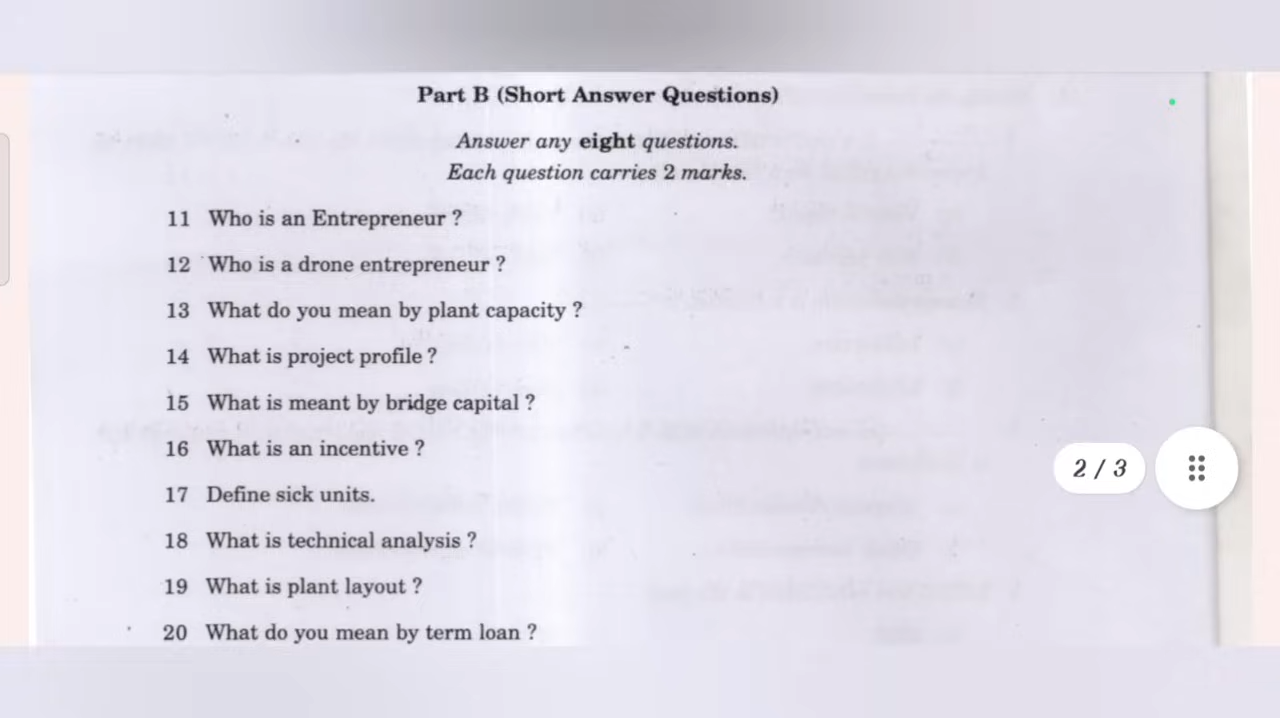 Part B (Short Answer Questions)
Answer any eight questions.
Each question carries 2 marks.
11 Who is an Entrepreneur ?
12 Who is a drone entrepreneur ?
13 What do you mean by plant capacity ?
14 What is project profile ?
15 What is meant by bridge capital ?
16 What is an incentive ?
17 Define sick units.
18 What is technical analysis ?
19 What is plant layout ?
20 What do you mean by term loan ?
2 / 3